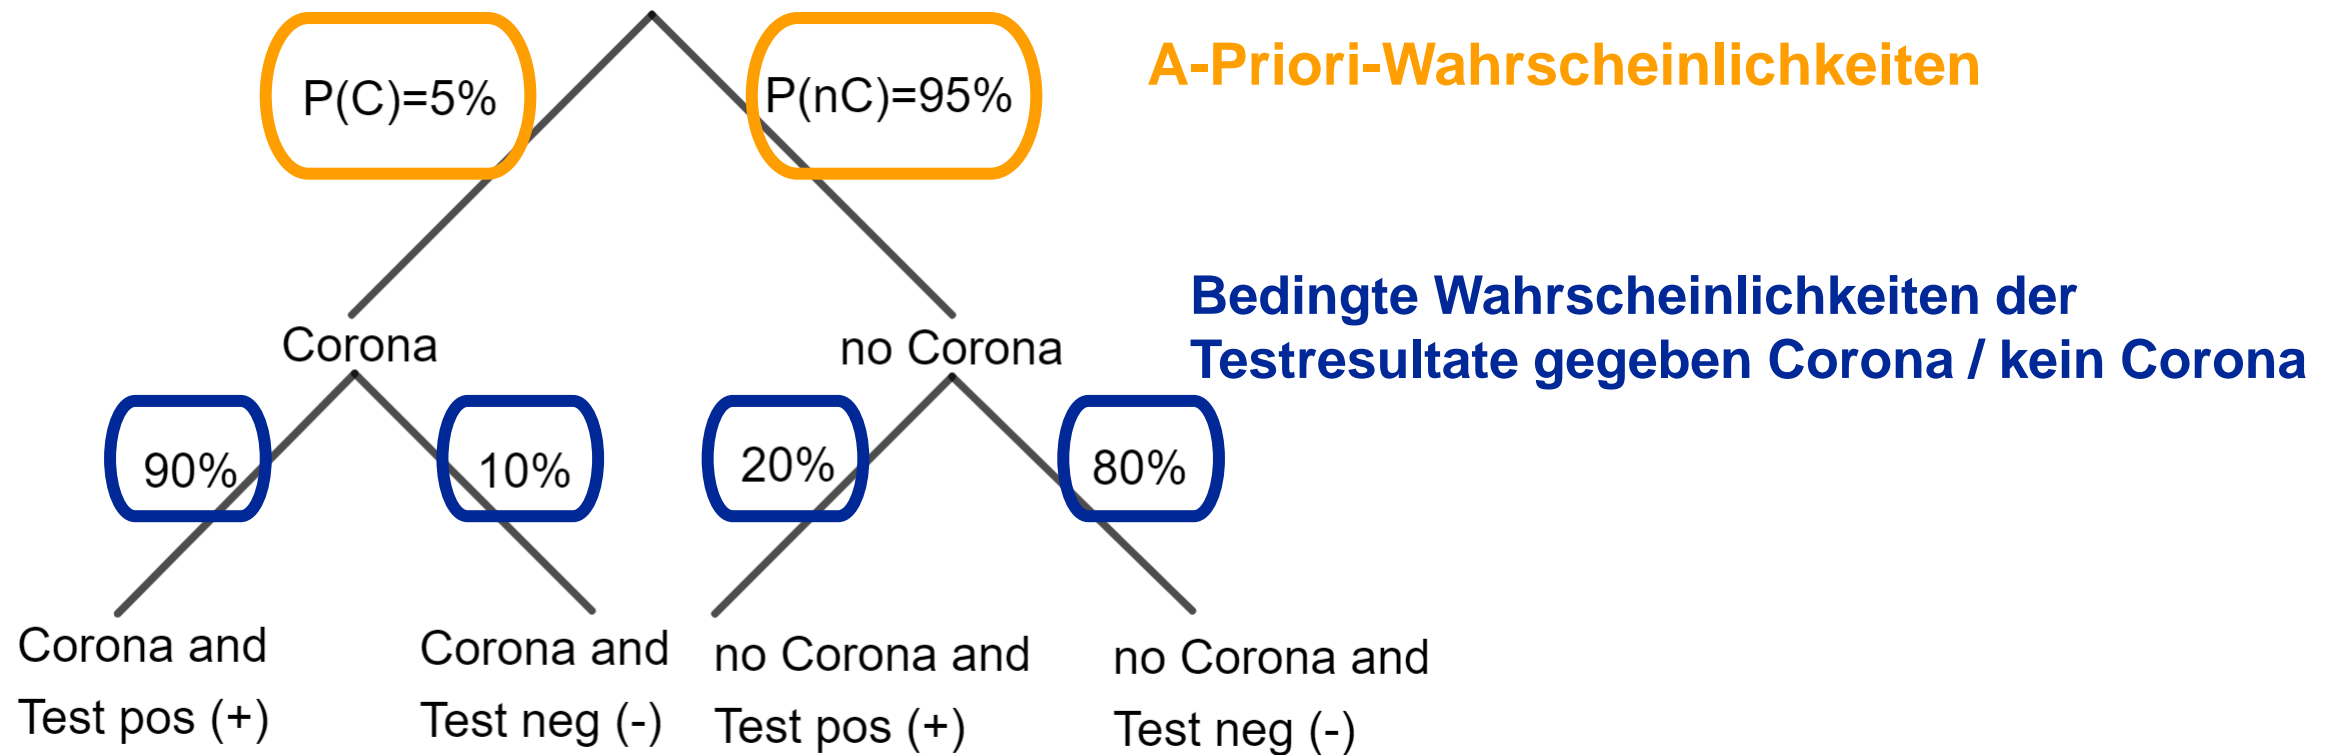 A-Priori-Wahrscheinlichkeiten
P(C)=5%
P(nC)=95%
Bedingte Wahrscheinlichkeiten der
Testresultate gegeben Corona / kein Corona
Corona
no Corona
90%
10%
20%
80%
Corona and
Test pos (+)
Corona and
Test neg (-)
no Corona and
Test pos (+)
no Corona and
Test neg (-)